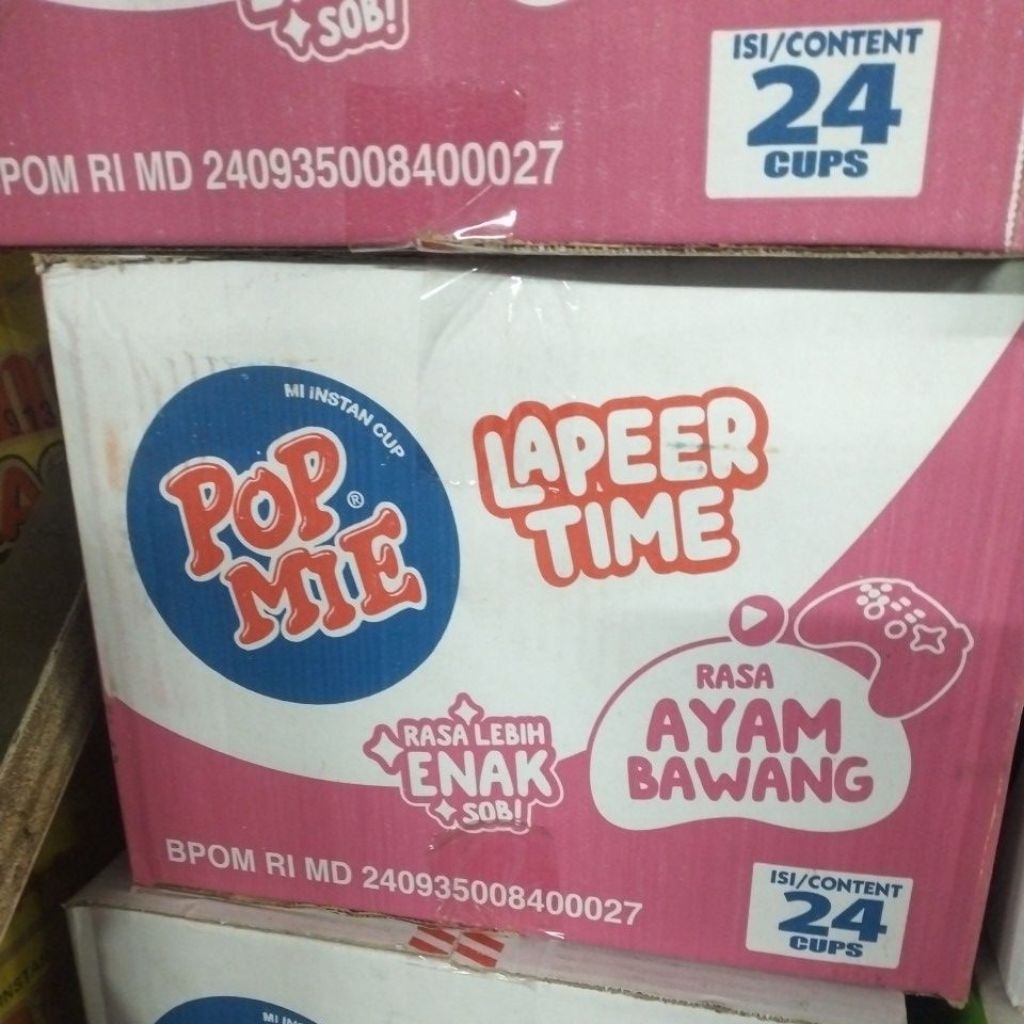 SOB!
ISI/CONTENT
24
CUPS
POM RI MD 240935008400027
MI INSTAN CUP
POP
MIE
®
LAPEER
TIME
RASA
AYAM
BAWANG
RASA LEBIH
ENAK
SOB!
BPOM RI MD 240935008400027
ISI/CONTENT
24
CUPS